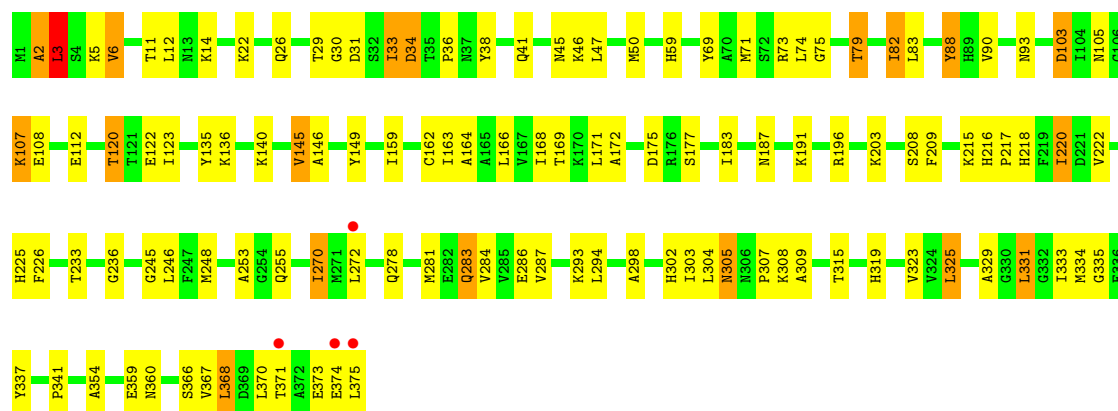 M1 A2 L3 S4 K5 V6 T11 L12 N13 K14 K22 Q26 T29 G30 D31 S32 I33 D34 T35 P36 N37 Y38 Q41 N45 K46 L47 M50 H59 Y69 A70 M71 S72 R73 L74 G75 T79 I82 L83 Y88 H89 V90 N93 D103 I104 N105 G106
K107 E108 E112 T120 T121 E122 I123 Y135 K136 K140 V145 A146 Y149 I159 C162 I163 A164 A165 L166 V167 I168 T169 K170 L171 A172 D175 R176 S177 I183 N187 K191 R196 K203 S208 F209 K215 H216 P217 H218 F219 I220 D221 V222
H225 F226 T233 G236 G245 L246 F247 M248 A253 G254 Q255 I270 M271 L272 Q278 M281 E282 Q283 V284 V285 E286 V287 K293 L294 A298 H302 I303 L304 N305 N306 P307 K308 A309 T315 H319 V323 V324 L325 A329 G330 L331 G332 I333 M334 G335 E336
Y337 P341 A354 E359 N360 S366 V367 L368 D369 L370 T371 A372 E373 E374 L375